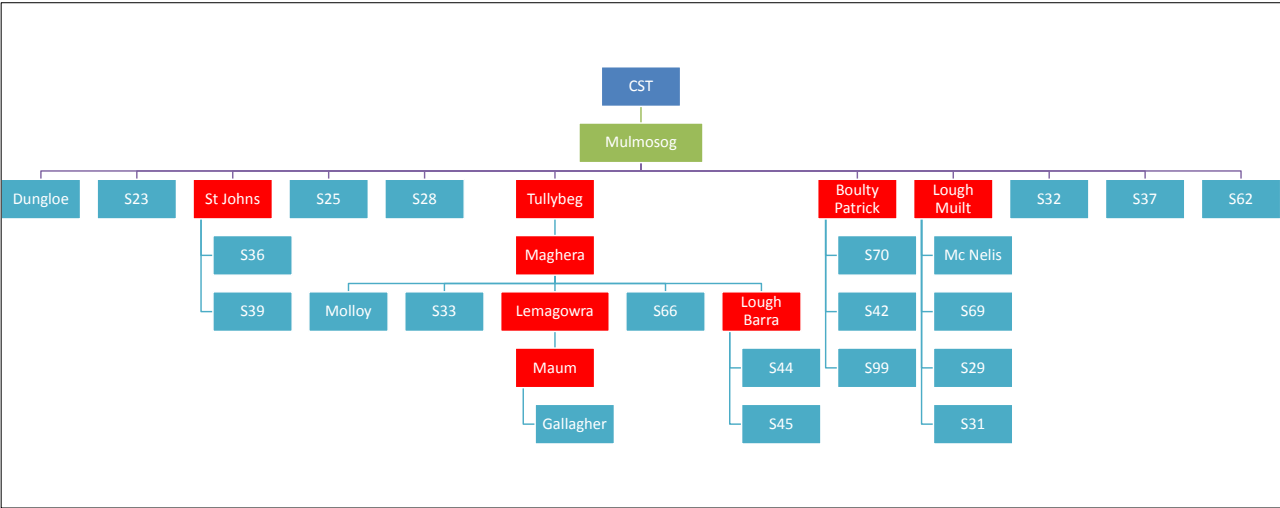 CST
Mulmosog
Dungloe
S23
St Johns
S25
S28
Tullybeg
Boulty
Patrick
Lough
Muilt
S32
S37
S62
S36
Maghera
S70
Mc Nelis
S39
Molloy
S33
Lemagowra
S66
Lough
Barra
S42
S69
Maum
S44
S99
S29
Gallagher
S45
S31